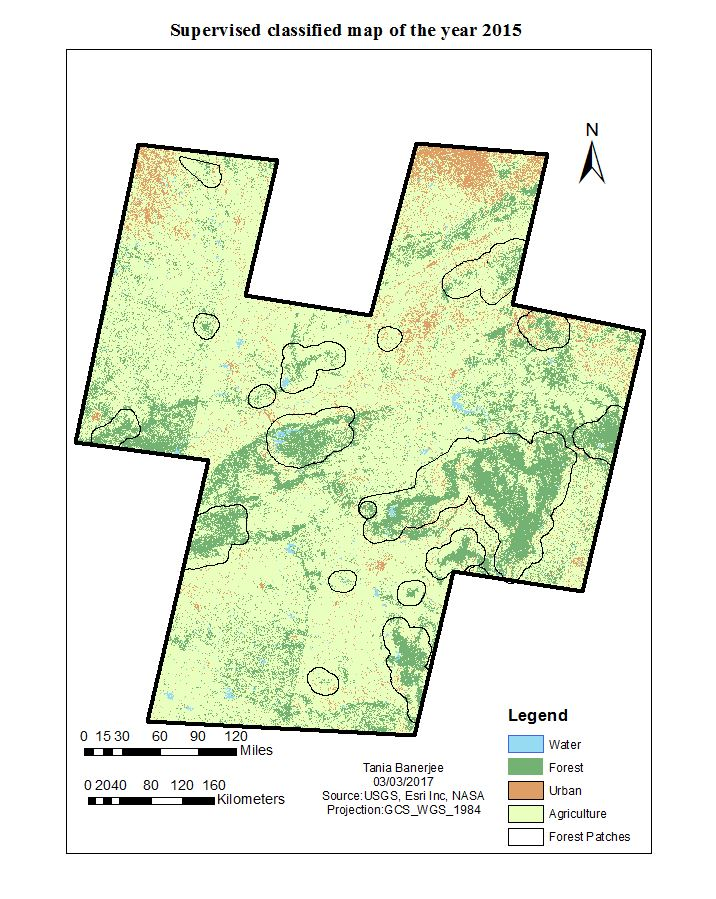 Supervised classified map of the year 2015
N
0 15 30 60 90 120
Miles
0 20 40 80 120 160
Kilometers
Tania Banerjee
03/03/2017
Source:USGS, Esri Inc, NASA
Projection:GCS_WGS_1984
Legend
Water
Forest
Urban
Agriculture
Forest Patches